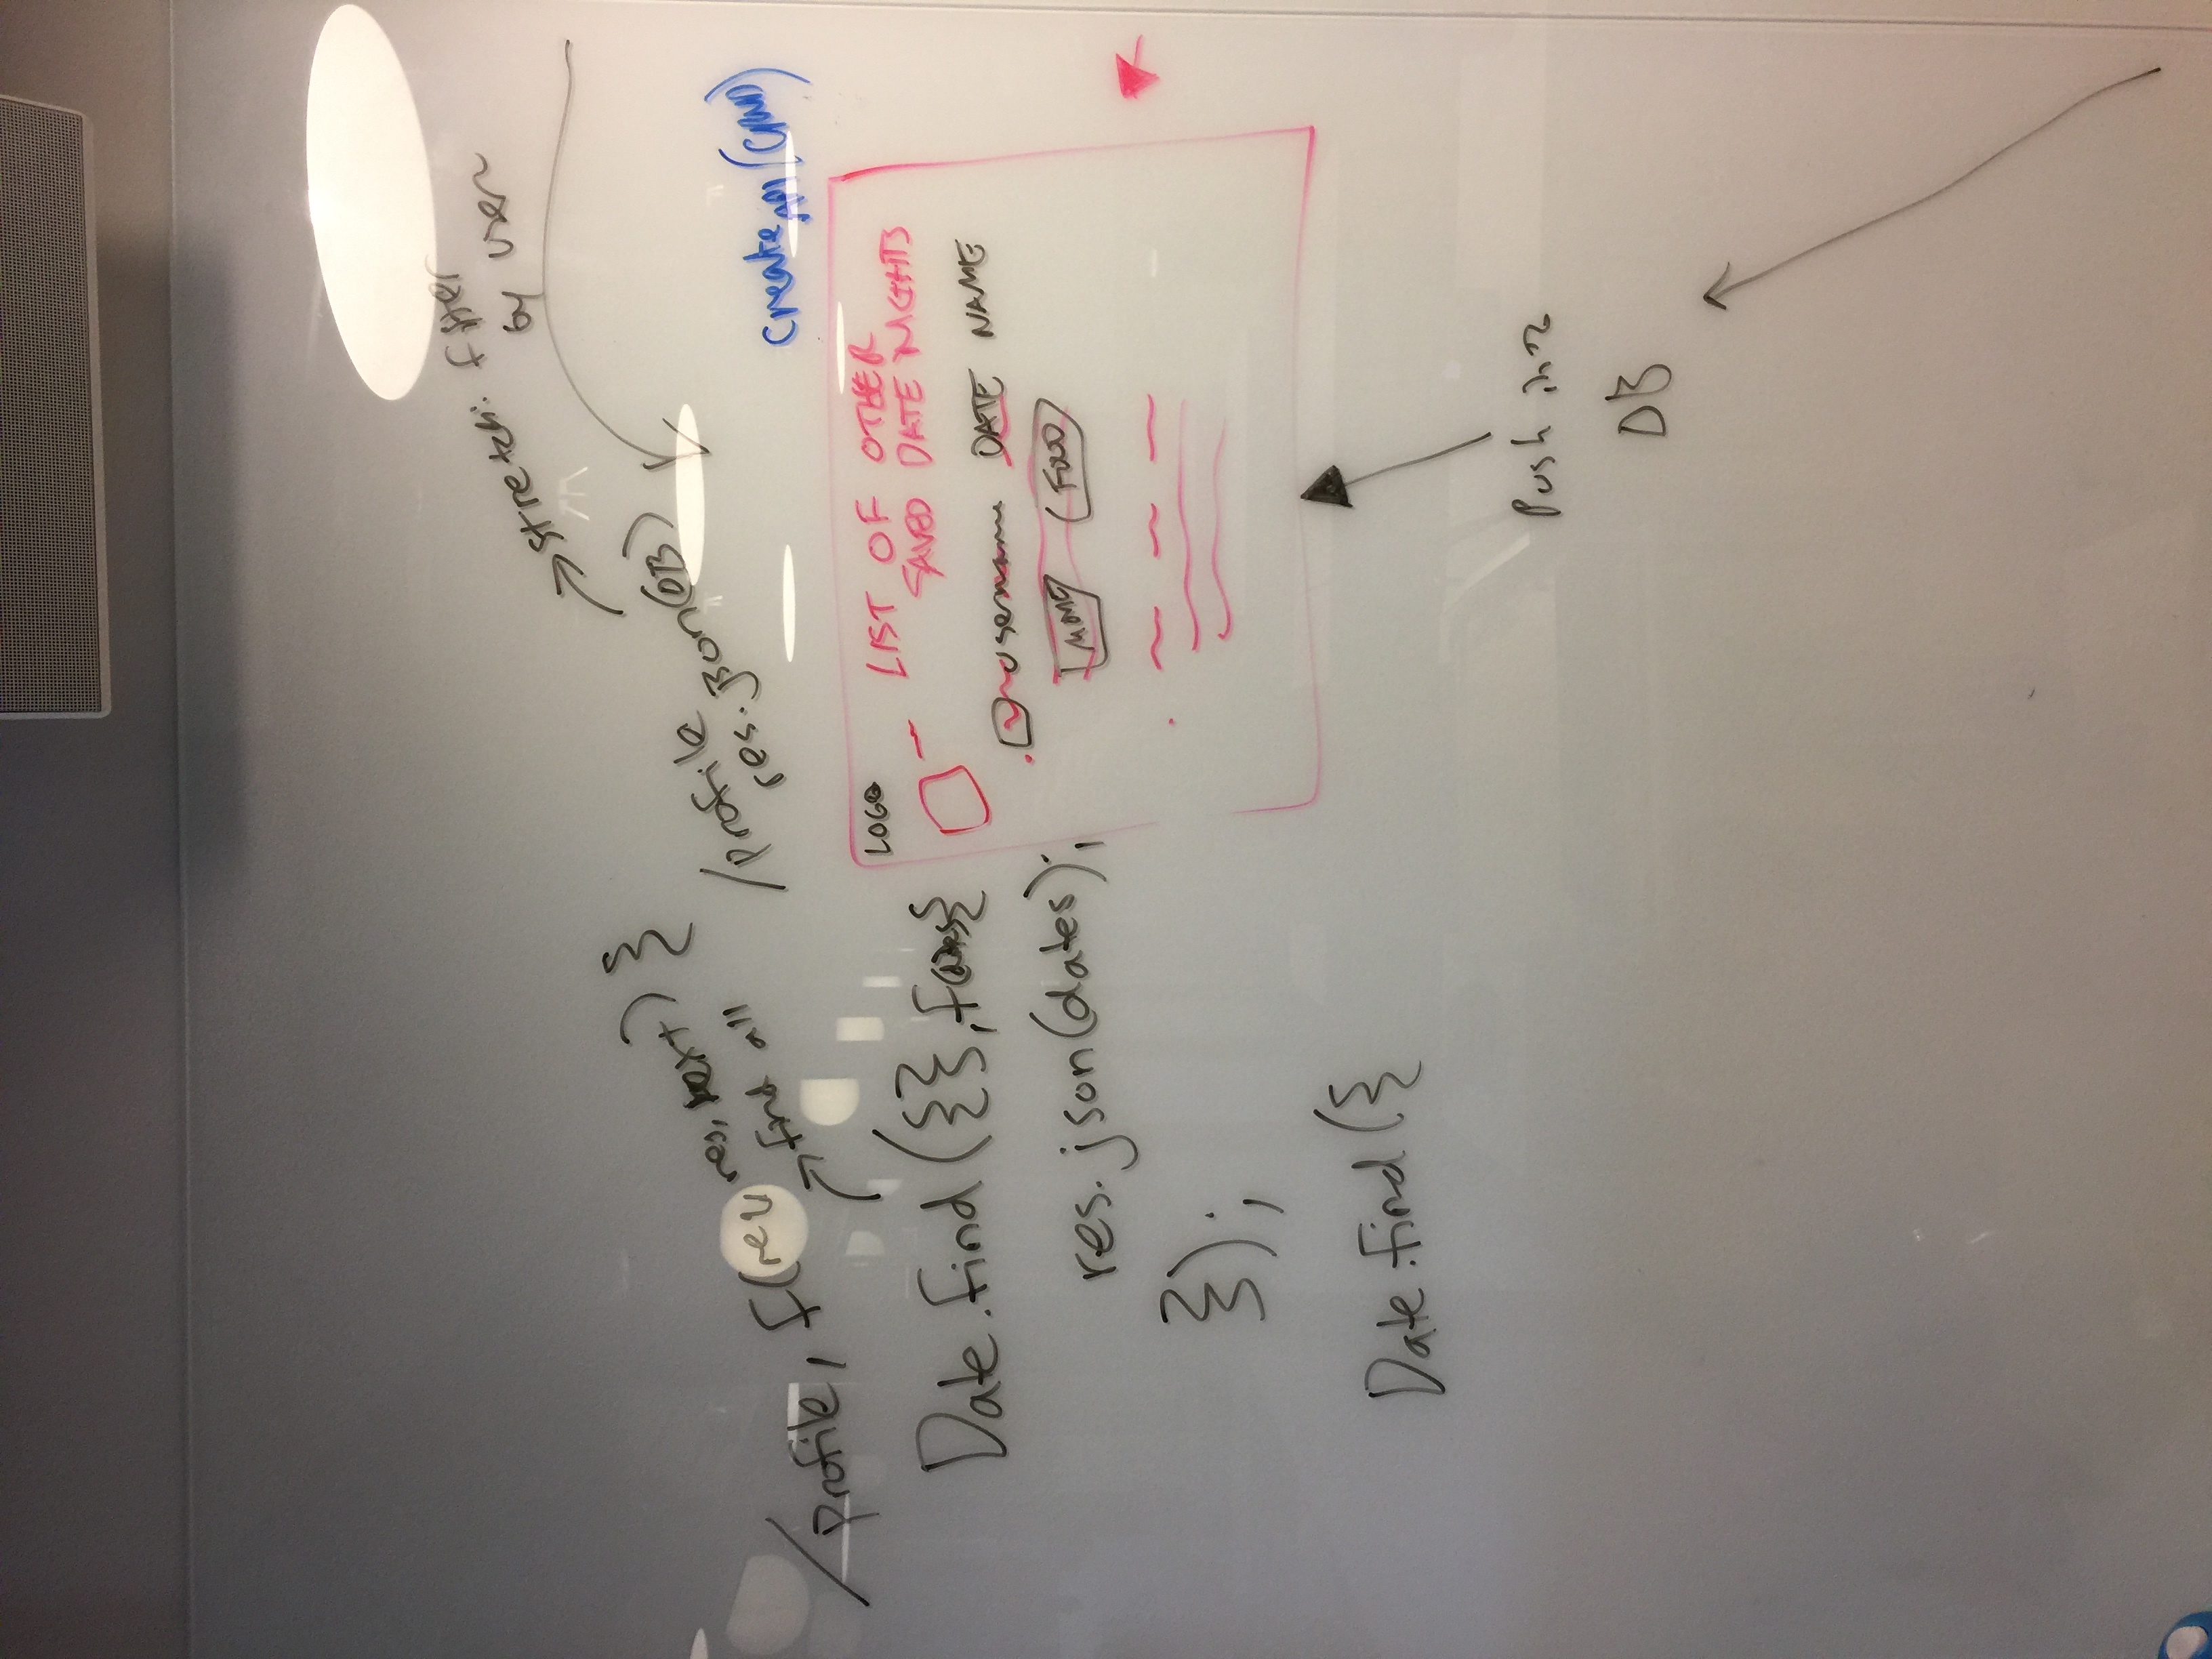 stretch: filter
by user
/profile, f(req, res, next) {
find all
/profile
res.json(DB)
create API (CRUD)
Date.find({}, f(dates{
res.json(dates);
});
Date.find({
LOGO
LIST OF OTHER
SAVED DATE NIGHTS
username DATE NAME
FOOD
Push into
DB